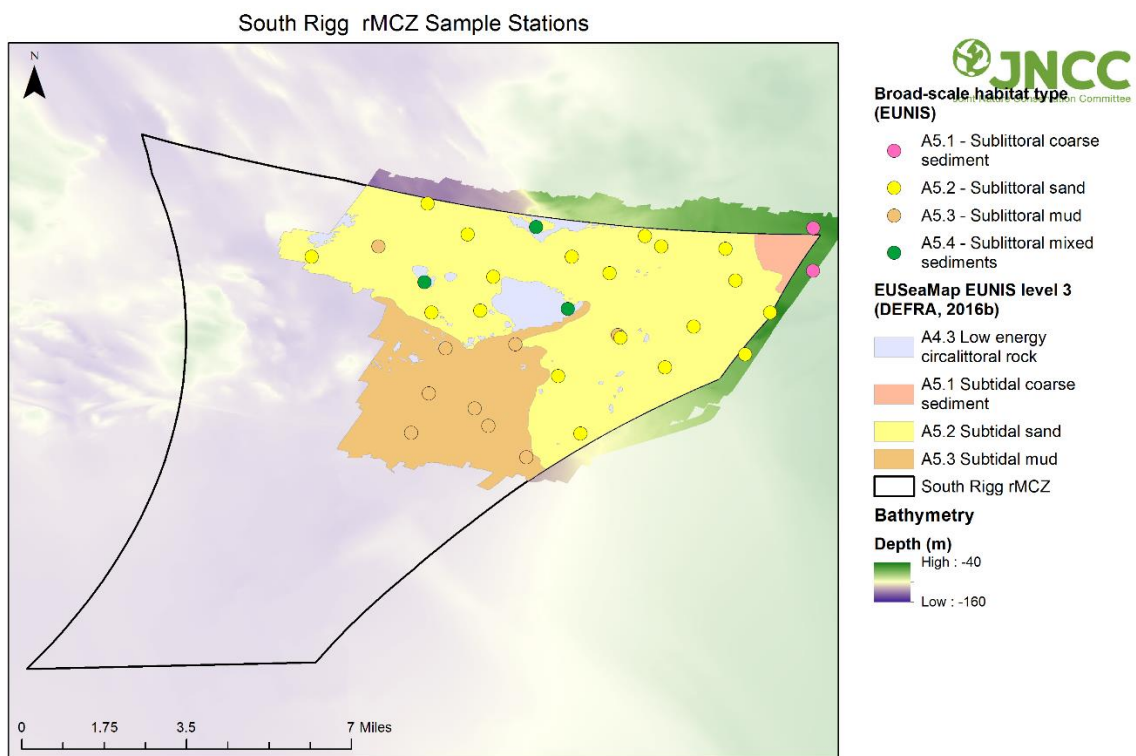 South Rigg rMCZ Sample Stations
N
JNCC
Joint Nature Conservation Committee
Broad-scale habitat type
(EUNIS)
A5.1 - Sublittoral coarse
sediment
A5.2 - Sublittoral sand
A5.3 - Sublittoral mud
A5.4 - Sublittoral mixed
sediments
EUSeaMap EUNIS level 3
(DEFRA, 2016b)
A4.3 Low energy
circalittoral rock
A5.1 Subtidal coarse
sediment
A5.2 Subtidal sand
A5.3 Subtidal mud
South Rigg rMCZ
Bathymetry
Depth (m)
High : -40
Low : -160
0 1.75 3.5 7 Miles